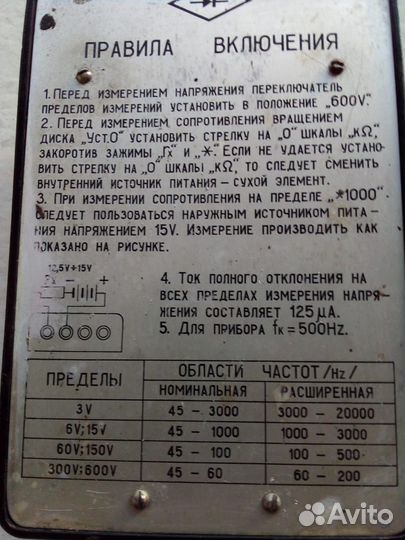 ПРАВИЛА ВКЛЮЧЕНИЯ
1. ПЕРЕД ИЗМЕРЕНИЕМ НАПРЯЖЕНИЯ ПЕРЕКЛЮЧАТЕЛЬ
ПРЕДЕЛОВ ИЗМЕРЕНИЙ УСТАНОВИТЬ В ПОЛОЖЕНИЕ „600V."
2. ПЕРЕД ИЗМЕРЕНИЕМ СОПРОТИВЛЕНИЯ ВРАЩЕНИЕМ
ДИСКА „УСТ.О" УСТАНОВИТЬ СТРЕЛКУ НА „0" ШКАЛЫ „кΩ",
ЗАКОРОТИВ ЗАЖИМЫ „Гх" И „*". ЕСЛИ НЕ УДАЕТСЯ УСТАНО-
ВИТЬ СТРЕЛКУ НА „0" ШКАЛЫ „кΩ", ТО СЛЕДУЕТ СМЕНИТЬ
ВНУТРЕННИЙ ИСТОЧНИК ПИТАНИЯ – СУХОЙ ЭЛЕМЕНТ.
3. ПРИ ИЗМЕРЕНИИ СОПРОТИВЛЕНИЯ НА ПРЕДЕЛЕ „*1000"
СЛЕДУЕТ ПОЛЬЗОВАТЬСЯ НАРУЖНЫМ ИСТОЧНИКОМ ПИТА-
НИЯ НАПРЯЖЕНИЕМ 15V. ИЗМЕРЕНИЕ ПРОИЗВОДИТЬ КАК
ПОКАЗАНО НА РИСУНКЕ.
12,5V÷15V
– +
4. ТОК ПОЛНОГО ОТКЛОНЕНИЯ НА
ВСЕХ ПРЕДЕЛАХ ИЗМЕРЕНИЯ НАПРЯ-
ЖЕНИЯ СОСТАВЛЯЕТ 125 μА.
5. ДЛЯ ПРИБОРА fк = 500Hz.
ПРЕДЕЛЫ ОБЛАСТИ ЧАСТОТ /Hz/
НОМИНАЛЬНАЯ РАСШИРЕННАЯ
3V 45 – 3000 3000 – 20000
6V; 15V 45 – 1000 1000 – 3000
60V; 150V 45 – 100 100 – 500
300V; 600V 45 – 60 60 – 200
Avito